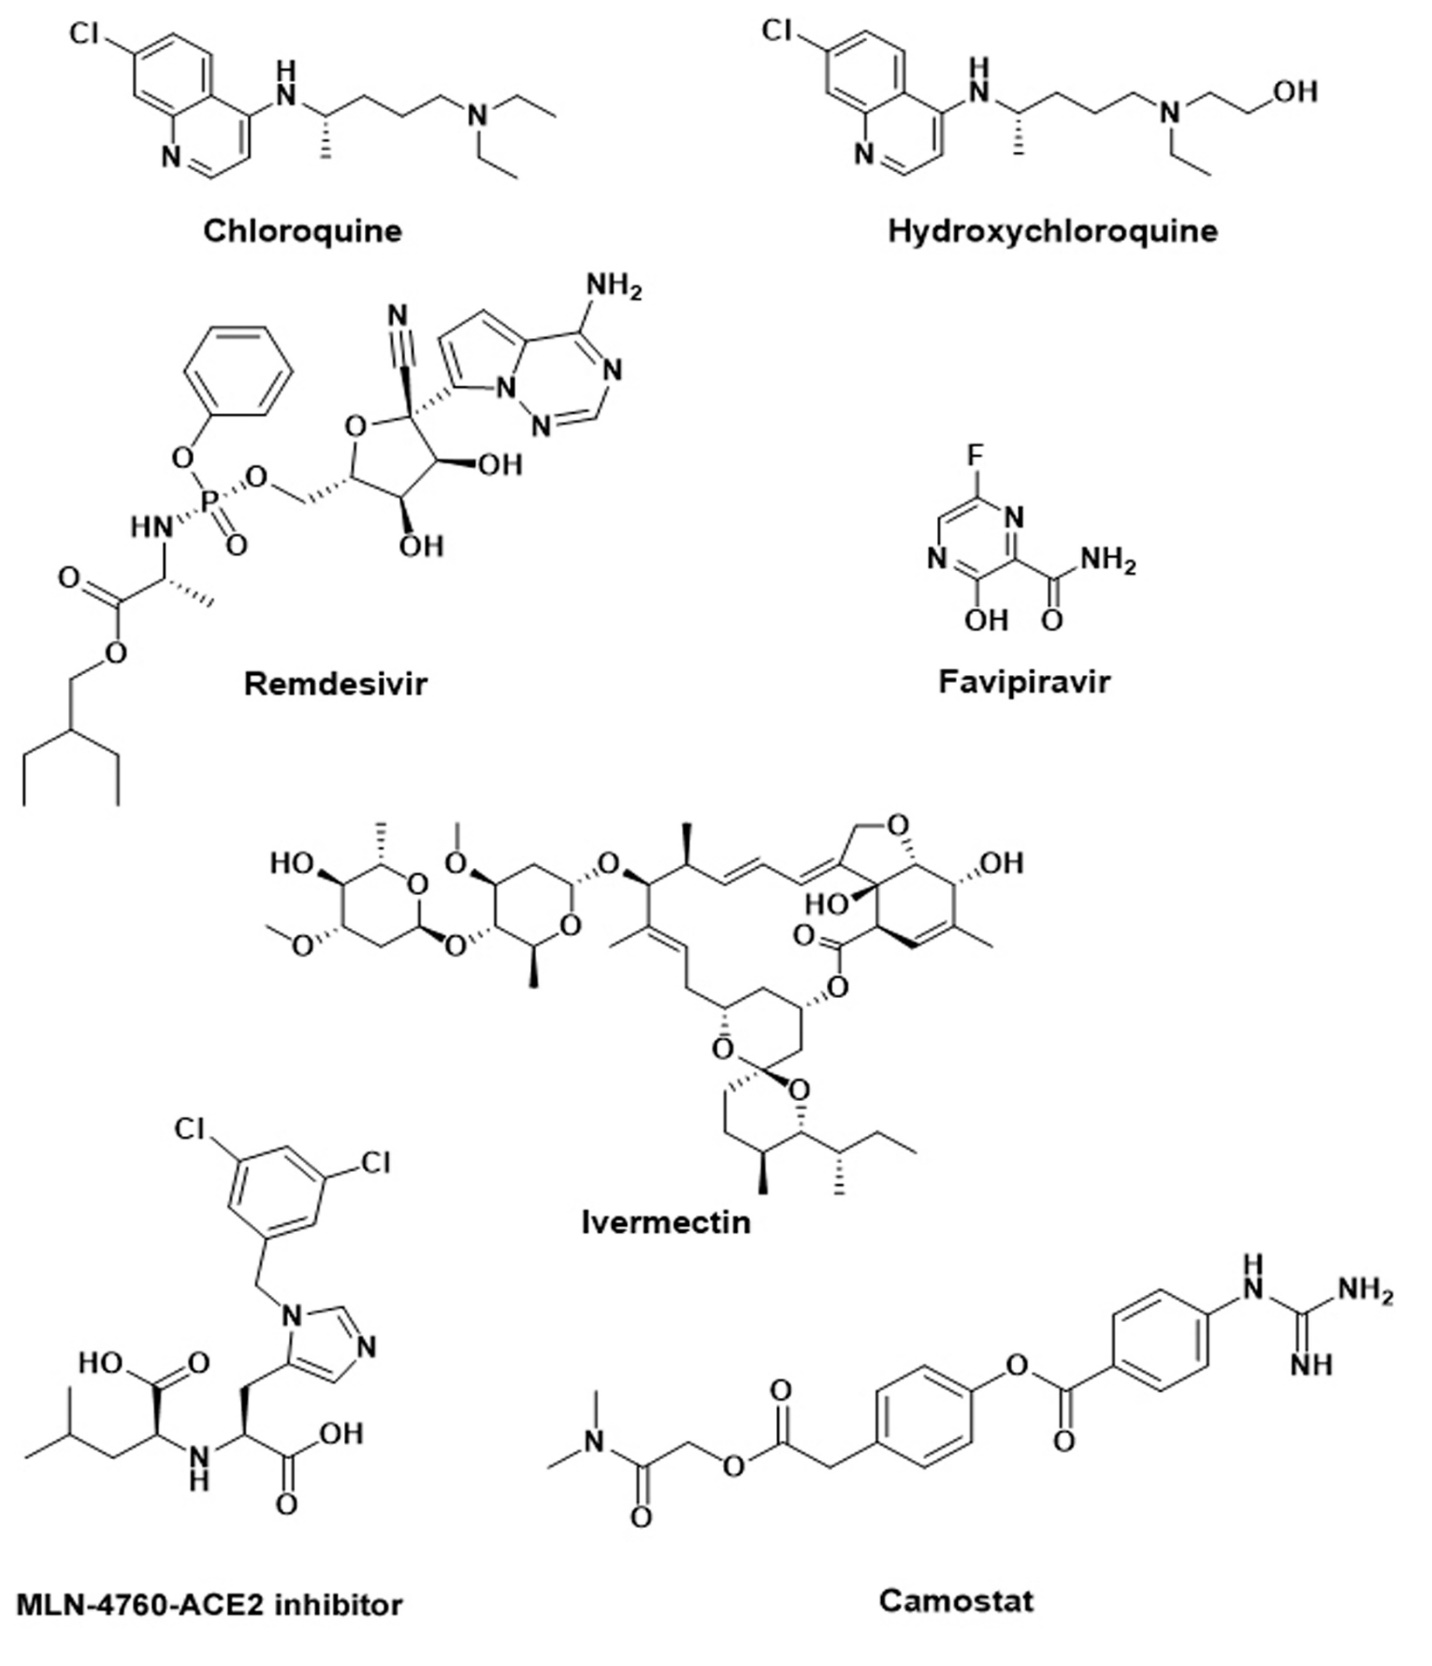 Cl
H
N
N
N
Chloroquine
Cl
H
N
N
N
OH
Hydroxychloroquine
NH2
N
N
N
N
O
OH
OH
O
O
P
O
HN
O
O
Remdesivir
F
N
N
NH2
OH
O
Favipiravir
HO
O
O
O
O
O
O
O
OH
HO
O
O
O
O
Ivermectin
Cl
Cl
N
N
HO
O
N
H
OH
O
MLN-4760-ACE2 inhibitor
H
N
NH2
NH
O
O
O
O
N
O
Camostat